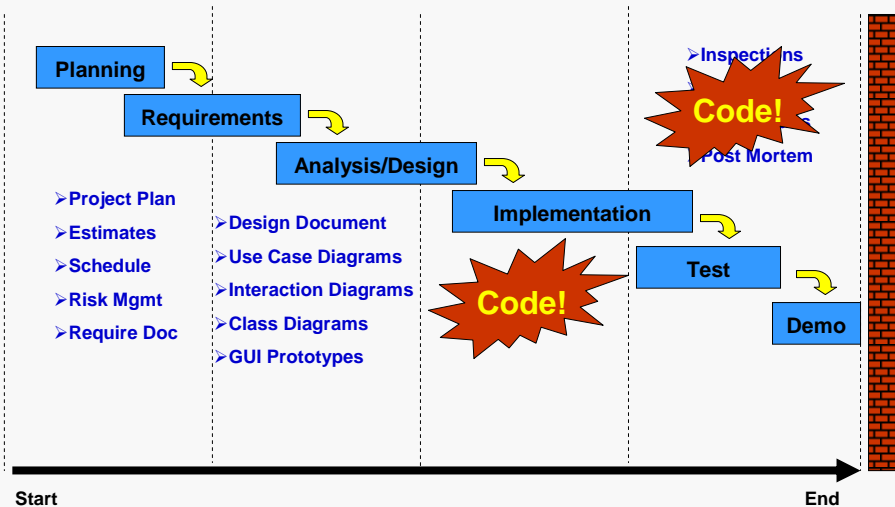 Planning
Requirements
Analysis/Design
Implementation
Test
Demo
➢Project Plan
➢Estimates
➢Schedule
➢Risk Mgmt
➢Require Doc
➢Design Document
➢Use Case Diagrams
➢Interaction Diagrams
➢Class Diagrams
➢GUI Prototypes
Code!
➢Inspections
Code!
➢Post Mortem
Start
End